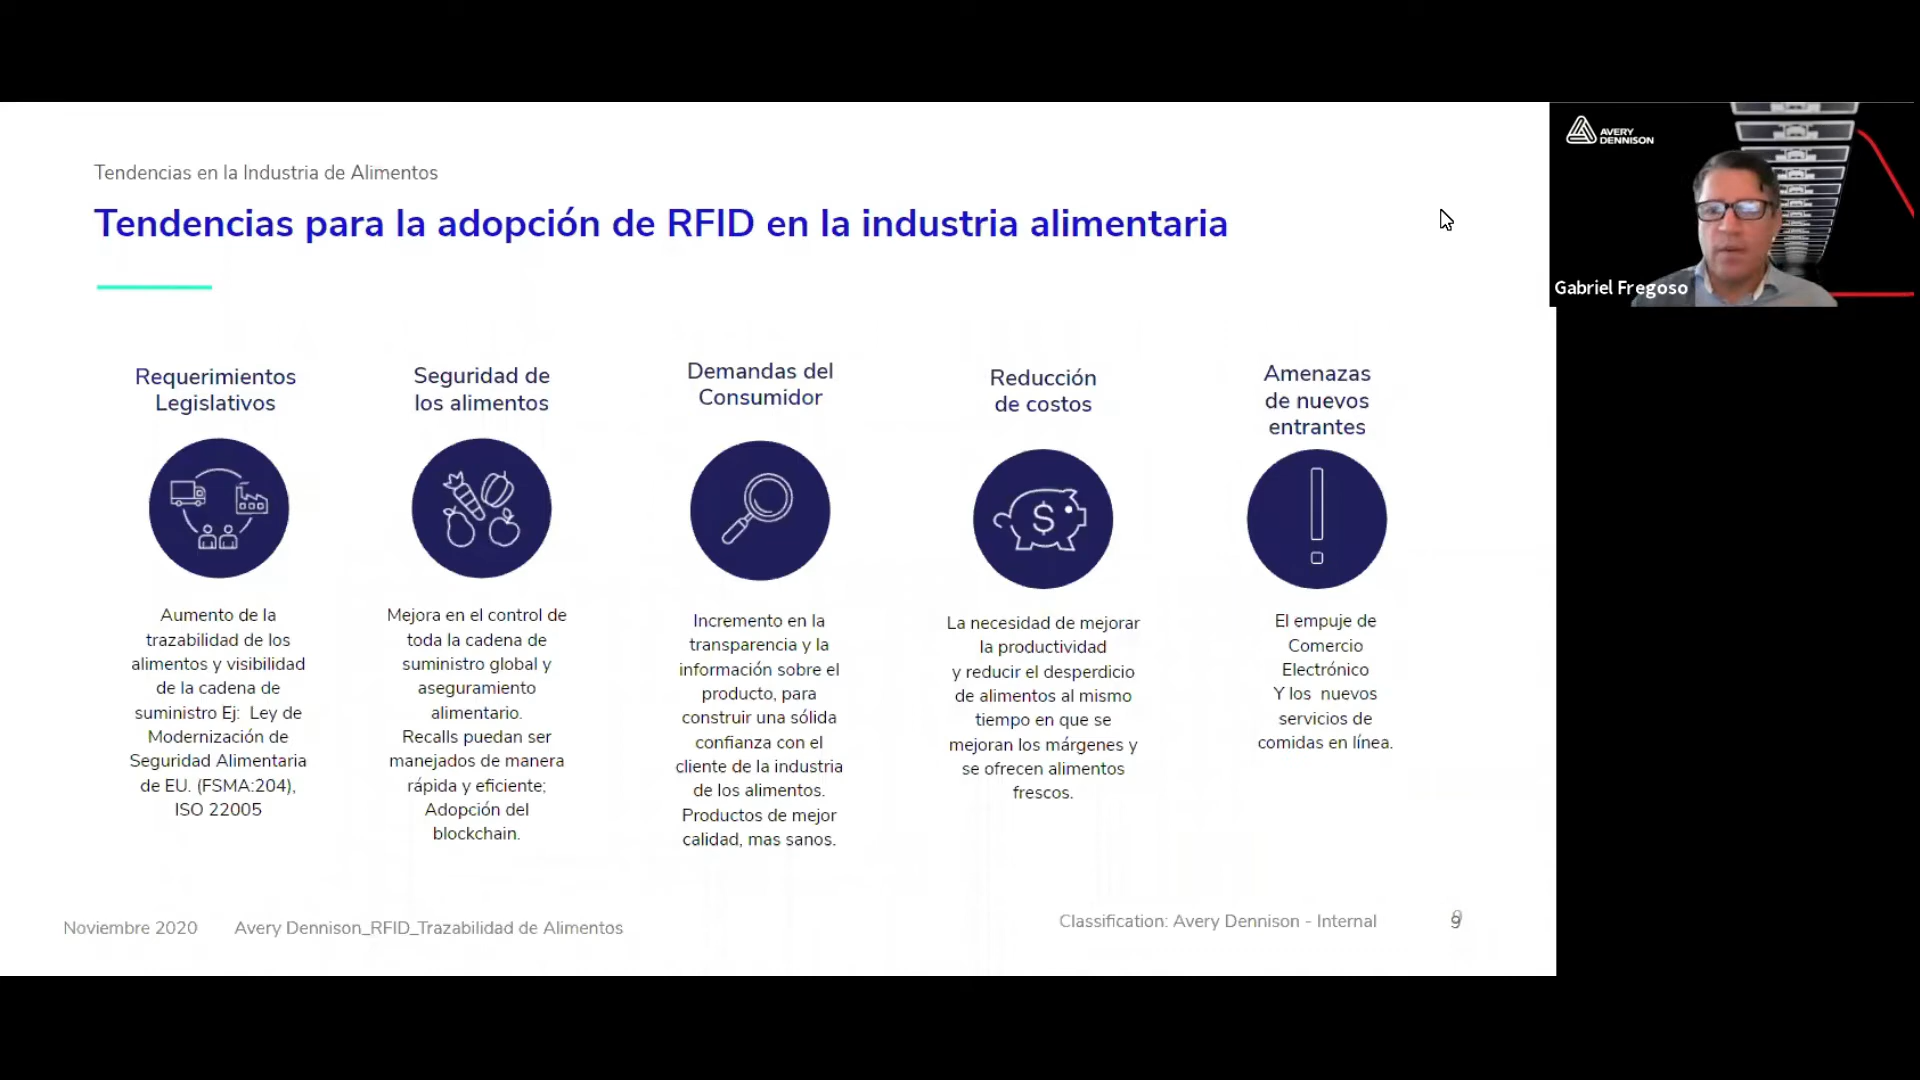 Tendencias en la Industria de Alimentos
Tendencias para la adopción de RFID en la industria alimentaria
AVERY
DENNISON
Gabriel Fregoso
Requerimientos
Legislativos
Aumento de la
trazabilidad de los
alimentos y visibilidad
de la cadena de
suministro Ej: Ley de
Modernización de
Seguridad Alimentaria
de EU. (FSMA:204),
ISO 22005
Seguridad de
los alimentos
Mejora en el control de
toda la cadena de
suministro global y
aseguramiento
alimentario.
Recalls puedan ser
manejados de manera
rápida y eficiente;
Adopción del
blockchain.
Demandas del
Consumidor
Incremento en la
transparencia y la
información sobre el
producto, para
construir una sólida
confianza con el
cliente de la industria
de los alimentos.
Productos de mejor
calidad, mas sanos.
Reducción
de costos
$
La necesidad de mejorar
la productividad
y reducir el desperdicio
de alimentos al mismo
tiempo en que se
mejoran los márgenes y
se ofrecen alimentos
frescos.
Amenazas
de nuevos
entrantes
El empuje de
Comercio
Electrónico
Y los nuevos
servicios de
comidas en línea.
Noviembre 2020 Avery Dennison_RFID_Trazabilidad de Alimentos
Classification: Avery Dennison - Internal 9